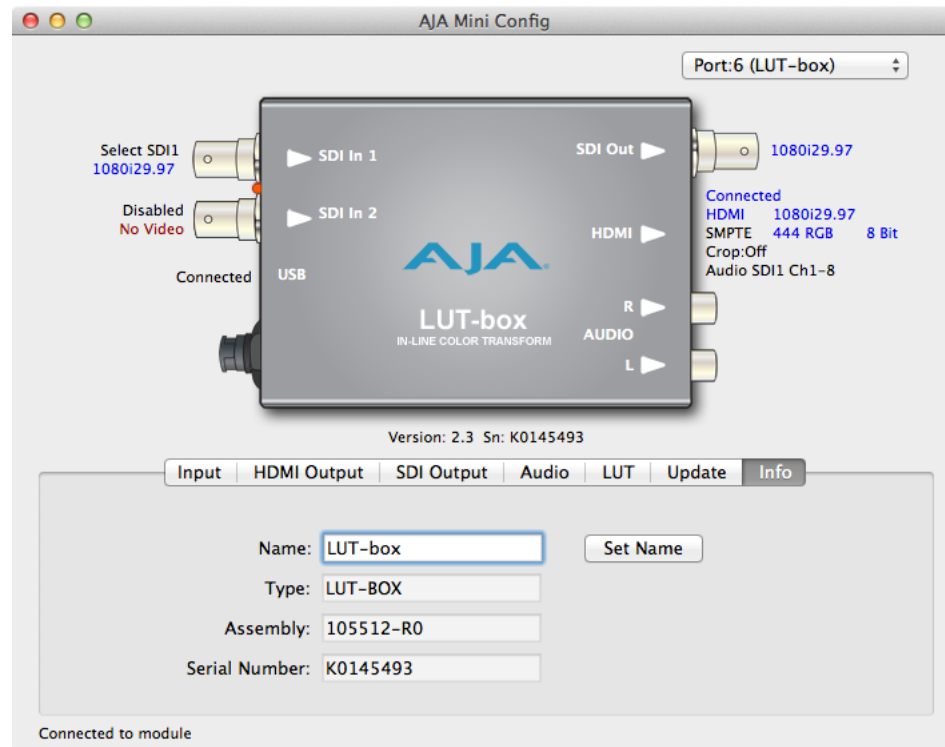 AJA Mini Config
Port:6 (LUT-box)
Select SDI1
1080i29.97
SDI In 1
SDI Out
1080i29.97
Disabled
No Video
SDI In 2
Connected
HDMI 1080i29.97
SMPTE 444 RGB 8 Bit
Crop:Off
Audio SDI1 Ch1-8
HDMI
Connected
USB
AJA
LUT-box
IN-LINE COLOR TRANSFORM
R
AUDIO
L
Version: 2.3 Sn: K0145493
Input HDMI Output SDI Output Audio LUT Update Info
Name: LUT-box Set Name
Type: LUT-BOX
Assembly: 105512-R0
Serial Number: K0145493
Connected to module